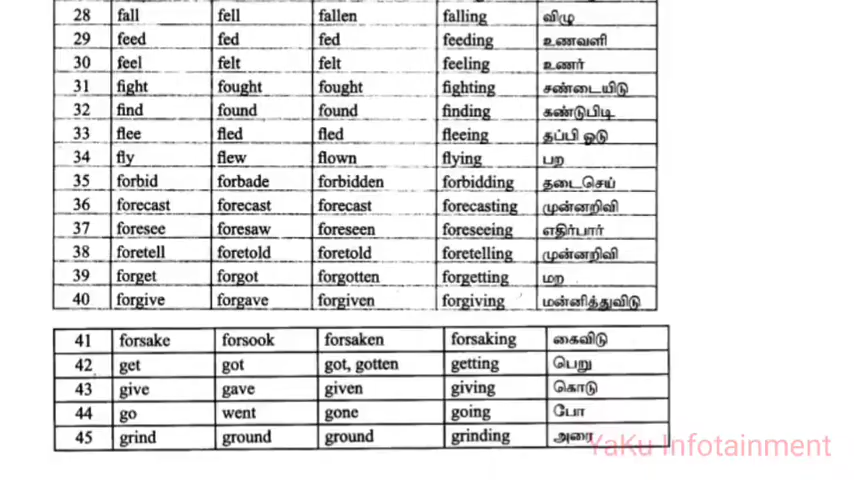 28 fall fell fallen falling விழு
29 feed fed fed feeding உணவளி
30 feel felt felt feeling உணர்
31 fight fought fought fighting சண்டையிடு
32 find found found finding கண்டுபிடி
33 flee fled fled fleeing தப்பி ஓடு
34 fly flew flown flying பற
35 forbid forbade forbidden forbidding தடைசெய்
36 forecast forecast forecast forecasting முன்னறிவி
37 foresee foresaw foreseen foreseeing எதிர்பார்
38 foretell foretold foretold foretelling முன்னறிவி
39 forget forgot forgotten forgetting மற
40 forgive forgave forgiven forgiving மன்னித்துவிடு
41 forsake forsook forsaken forsaking கைவிடு
42 get got got, gotten getting பெறு
43 give gave given giving கொடு
44 go went gone going போ
45 grind ground ground grinding அரை
YaKu Infotainment